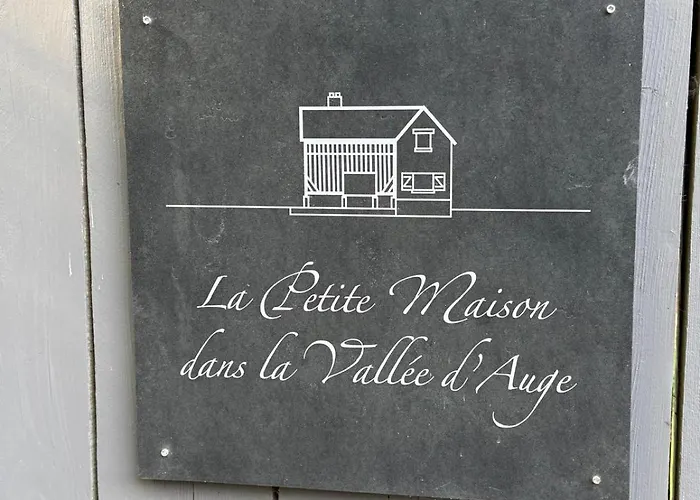 La Petite Maison
dans la Vallée d'Auge